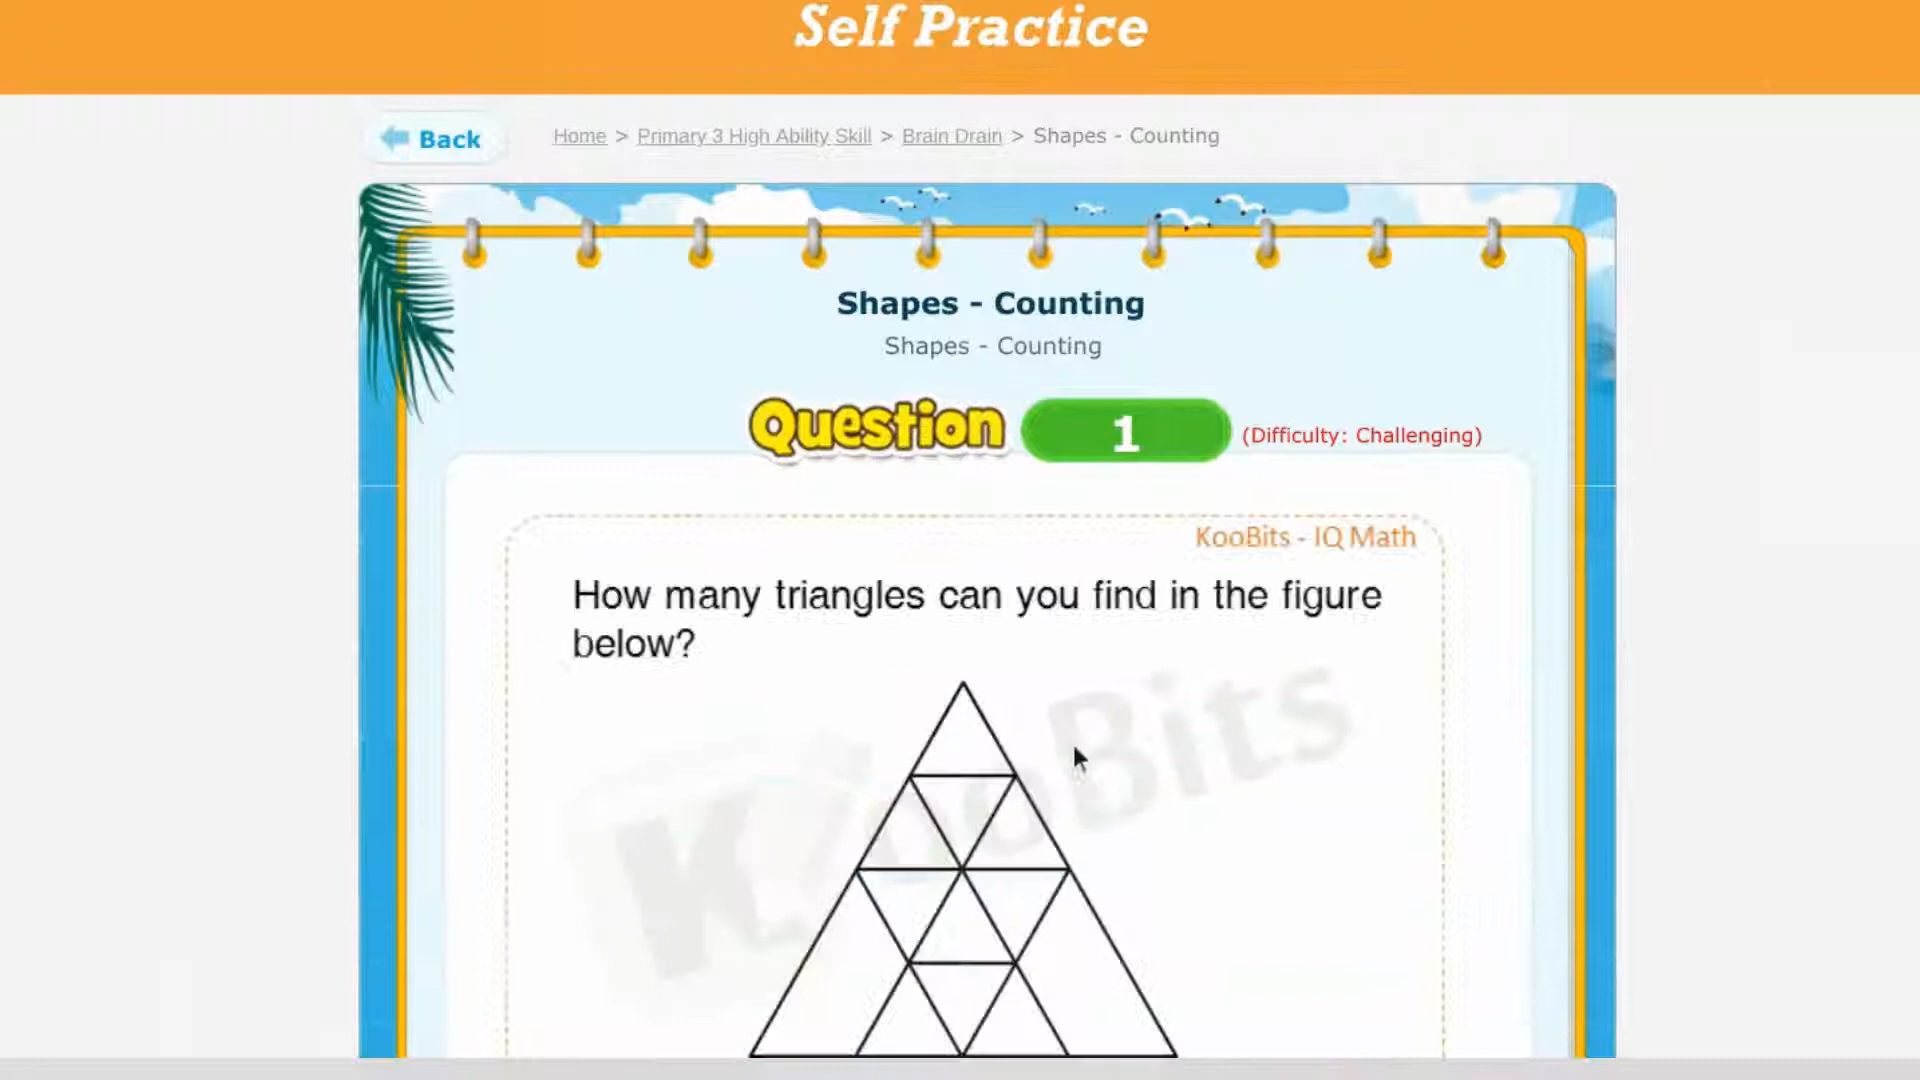 Self Practice
Back
Home > Primary 3 High Ability Skill > Brain Drain > Shapes - Counting
Shapes - Counting
Shapes - Counting
Question 1 (Difficulty: Challenging)
KooBits - IQ Math
How many triangles can you find in the figure
below?
KooBits